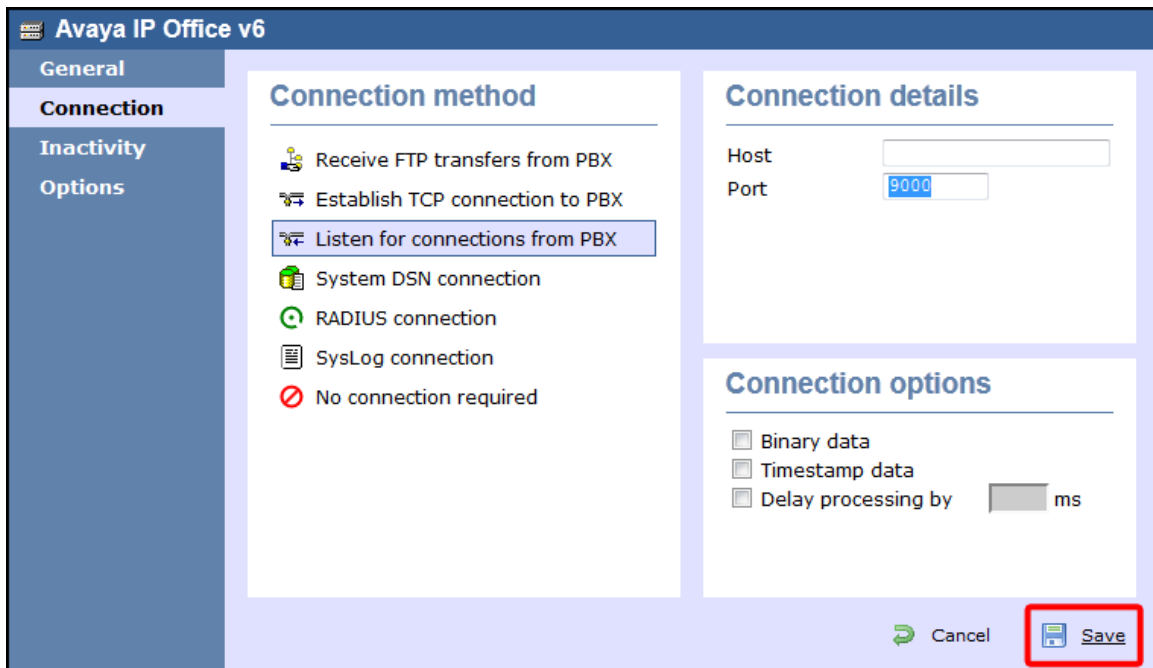 Avaya IP Office v6
General
Connection
Inactivity
Options
Connection method
Receive FTP transfers from PBX
Establish TCP connection to PBX
Listen for connections from PBX
System DSN connection
RADIUS connection
SysLog connection
No connection required
Connection details
Host
Port 9000
Connection options
Binary data
Timestamp data
Delay processing by ms
Cancel Save